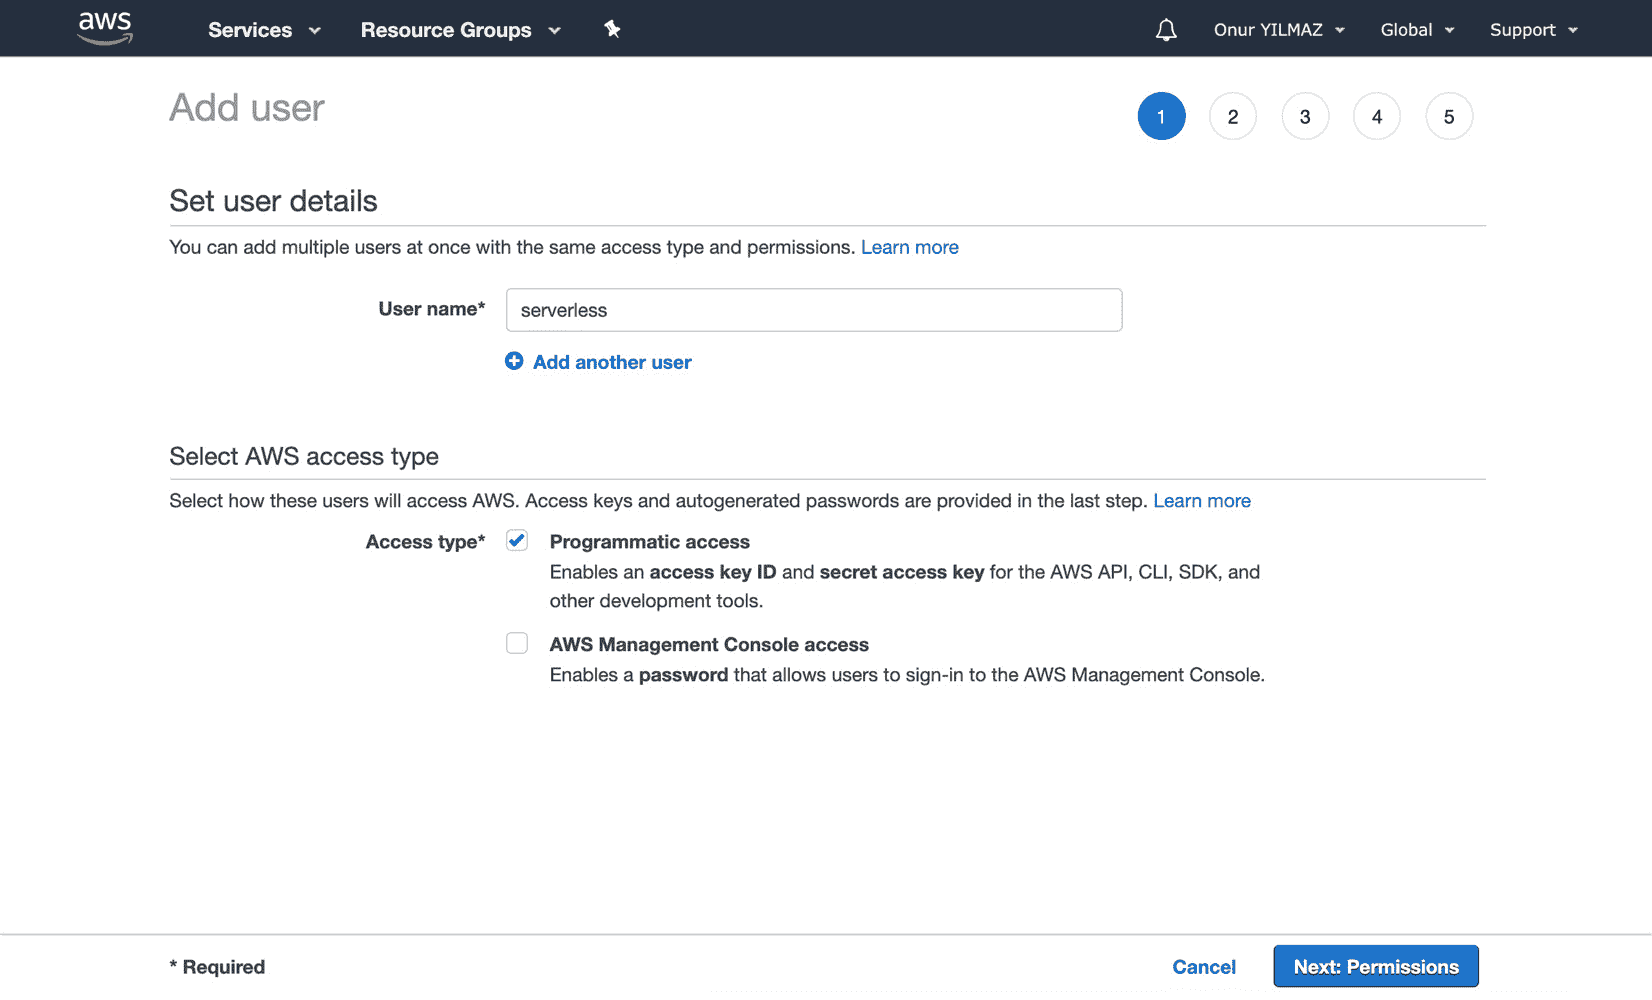 aws Services Resource Groups Onur YILMAZ Global Support
Add user 1 2 3 4 5
Set user details
You can add multiple users at once with the same access type and permissions. Learn more
User name* serverless
Add another user
Select AWS access type
Select how these users will access AWS. Access keys and autogenerated passwords are provided in the last step. Learn more
Access type* Programmatic access
Enables an access key ID and secret access key for the AWS API, CLI, SDK, and
other development tools.
AWS Management Console access
Enables a password that allows users to sign-in to the AWS Management Console.
* Required Cancel Next: Permissions